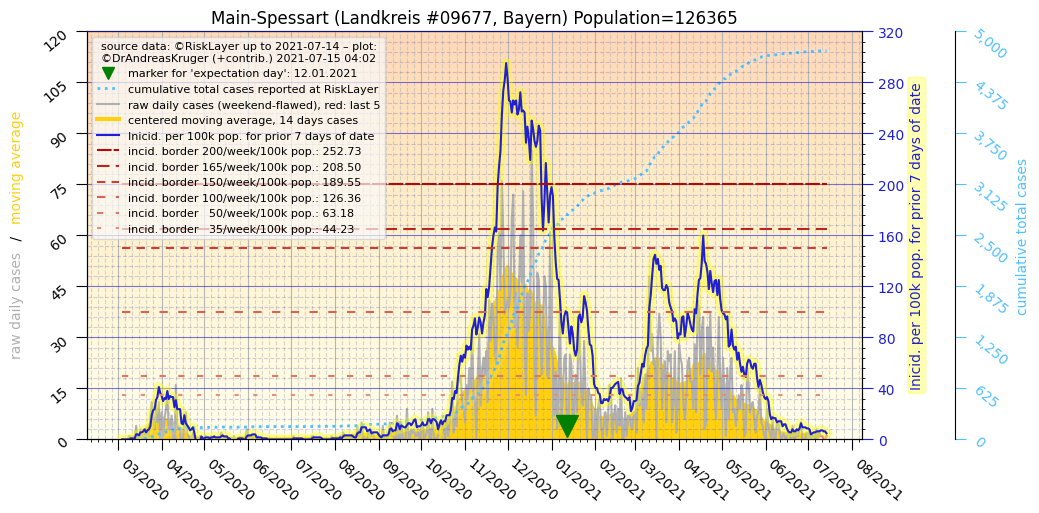 Main-Spessart (Landkreis #09677, Bayern) Population=126365
source data: ©RiskLayer up to 2021-07-14 – plot:
©DrAndreasKruger (+contrib.) 2021-07-15 04:02
marker for 'expectation day': 12.01.2021
cumulative total cases reported at RiskLayer
raw daily cases (weekend-flawed), red: last 5
centered moving average, 14 days cases
Inicid. per 100k pop. for prior 7 days of date
incid. border 200/week/100k pop.: 252.73
incid. border 165/week/100k pop.: 208.50
incid. border 150/week/100k pop.: 189.55
incid. border 100/week/100k pop.: 126.36
incid. border   50/week/100k pop.: 63.18
incid. border   35/week/100k pop.: 44.23
raw daily cases / moving average
120
105
90
75
60
45
30
15
0
320
280
240
200
160
120
80
40
0
Inicid. per 100k pop. for prior 7 days of date
5,000
4,375
3,750
3,125
2,500
1,875
1,250
625
0
cumulative total cases
03/2020
04/2020
05/2020
06/2020
07/2020
08/2020
09/2020
10/2020
11/2020
12/2020
01/2021
02/2021
03/2021
04/2021
05/2021
06/2021
07/2021
08/2021